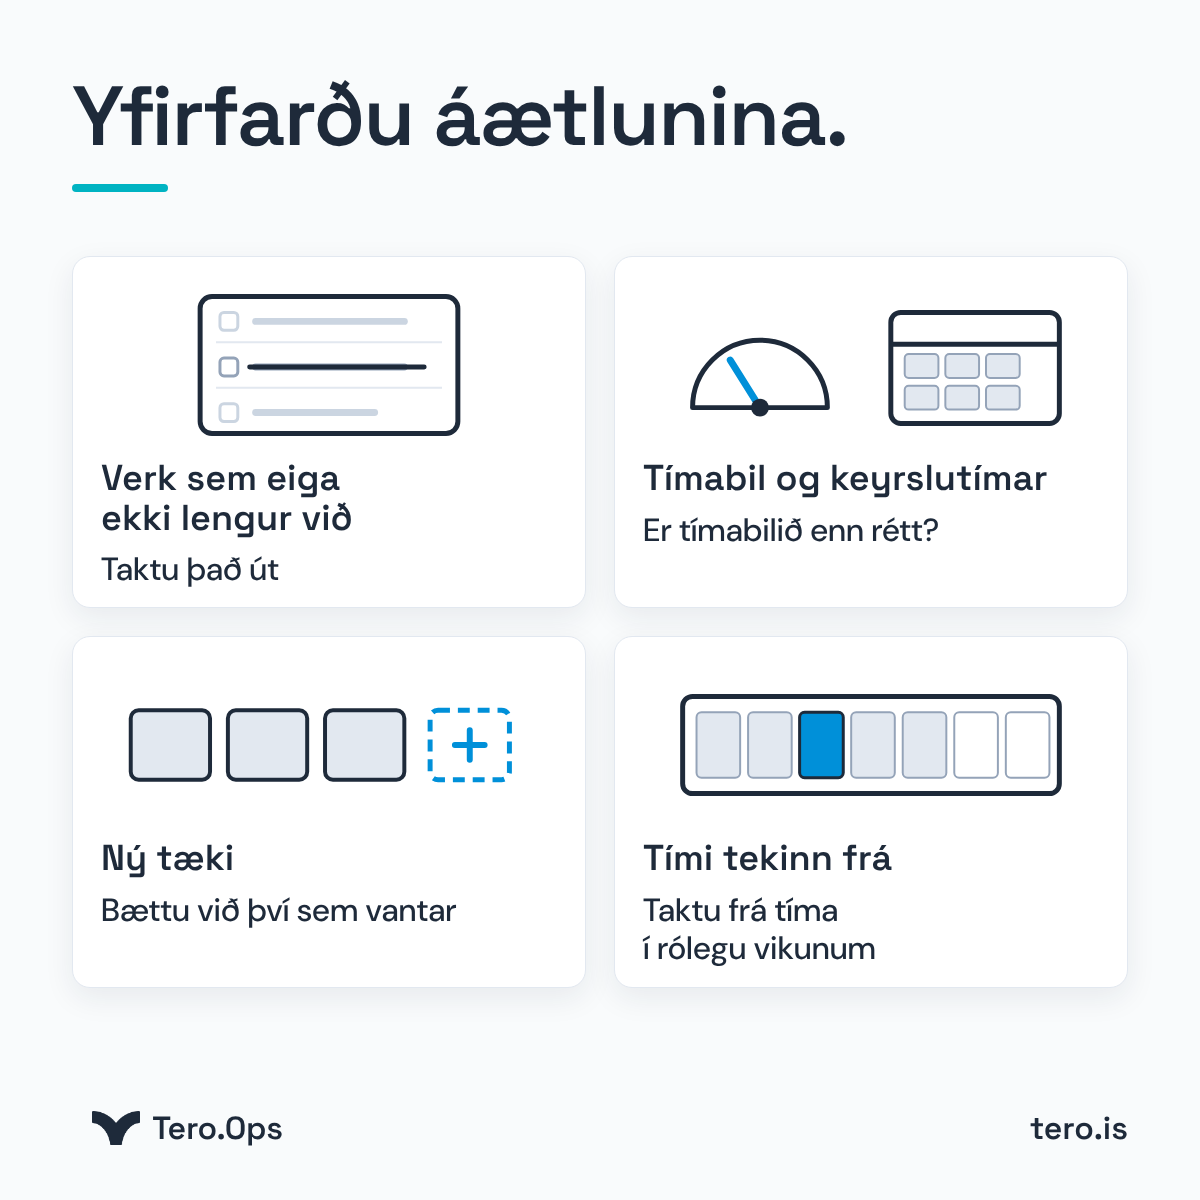 Yfirfarðu áætlunina.
Verk sem eiga
ekki lengur við
Taktu það út
Tímabil og keyrslutímar
Er tímabilið enn rétt?
Ný tæki
Bættu við því sem vantar
Tími tekinn frá
Taktu frá tíma
í rólegu vikunum
Tero.Ops
tero.is